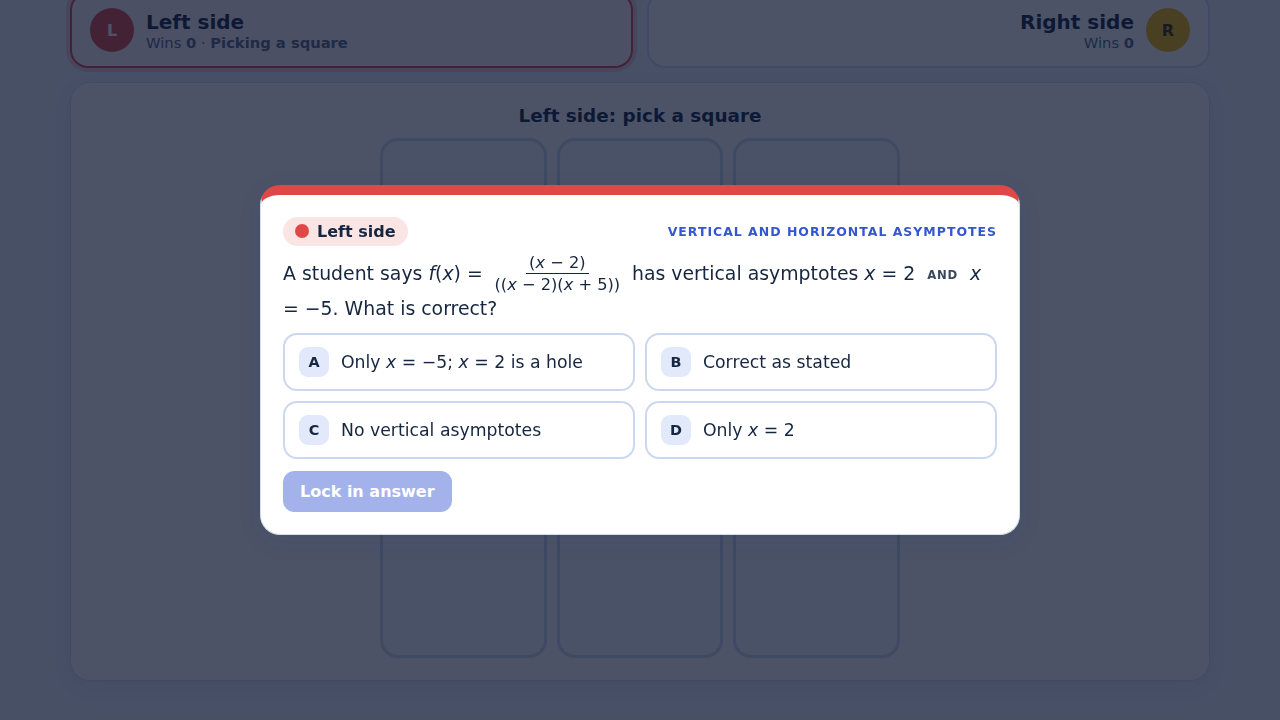 L
Left side
Wins 0 · Picking a square
Right side
Wins 0
R
Left side: pick a square
Left side
VERTICAL AND HORIZONTAL ASYMPTOTES
A student says f(x) = (x − 2) / ((x − 2)(x + 5)) has vertical asymptotes x = 2 AND x
= −5. What is correct?
A Only x = −5; x = 2 is a hole
B Correct as stated
C No vertical asymptotes
D Only x = 2
Lock in answer